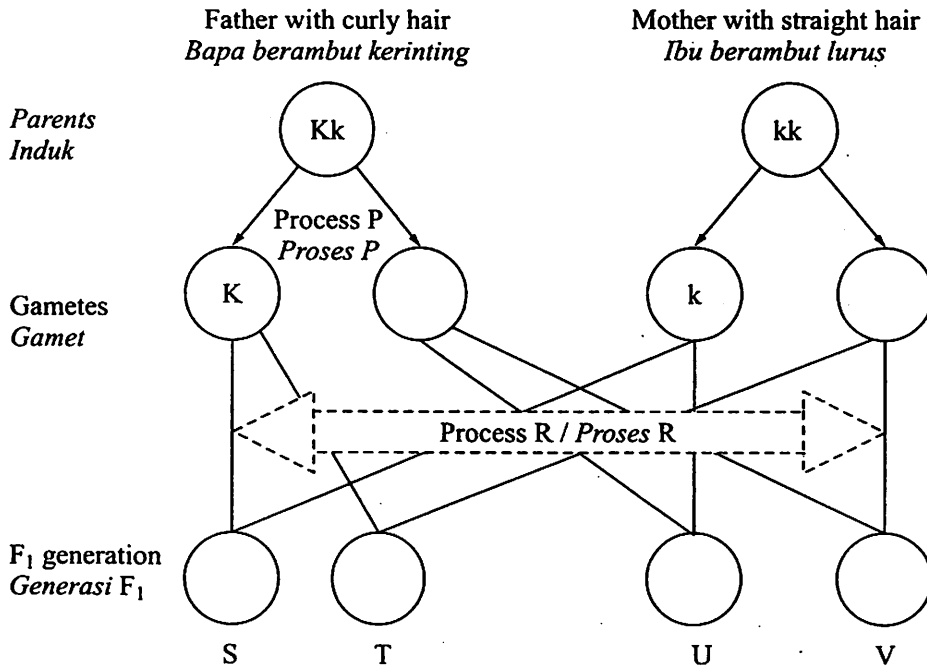 Father with curly hair
Bapa berambut kerinting
Mother with straight hair
Ibu berambut lurus
Parents
Induk
Kk
kk
Process P
Proses P
Gametes
Gamet
K
k
Process R / Proses R
F₁ generation
Generasi F₁
S
T
U
V